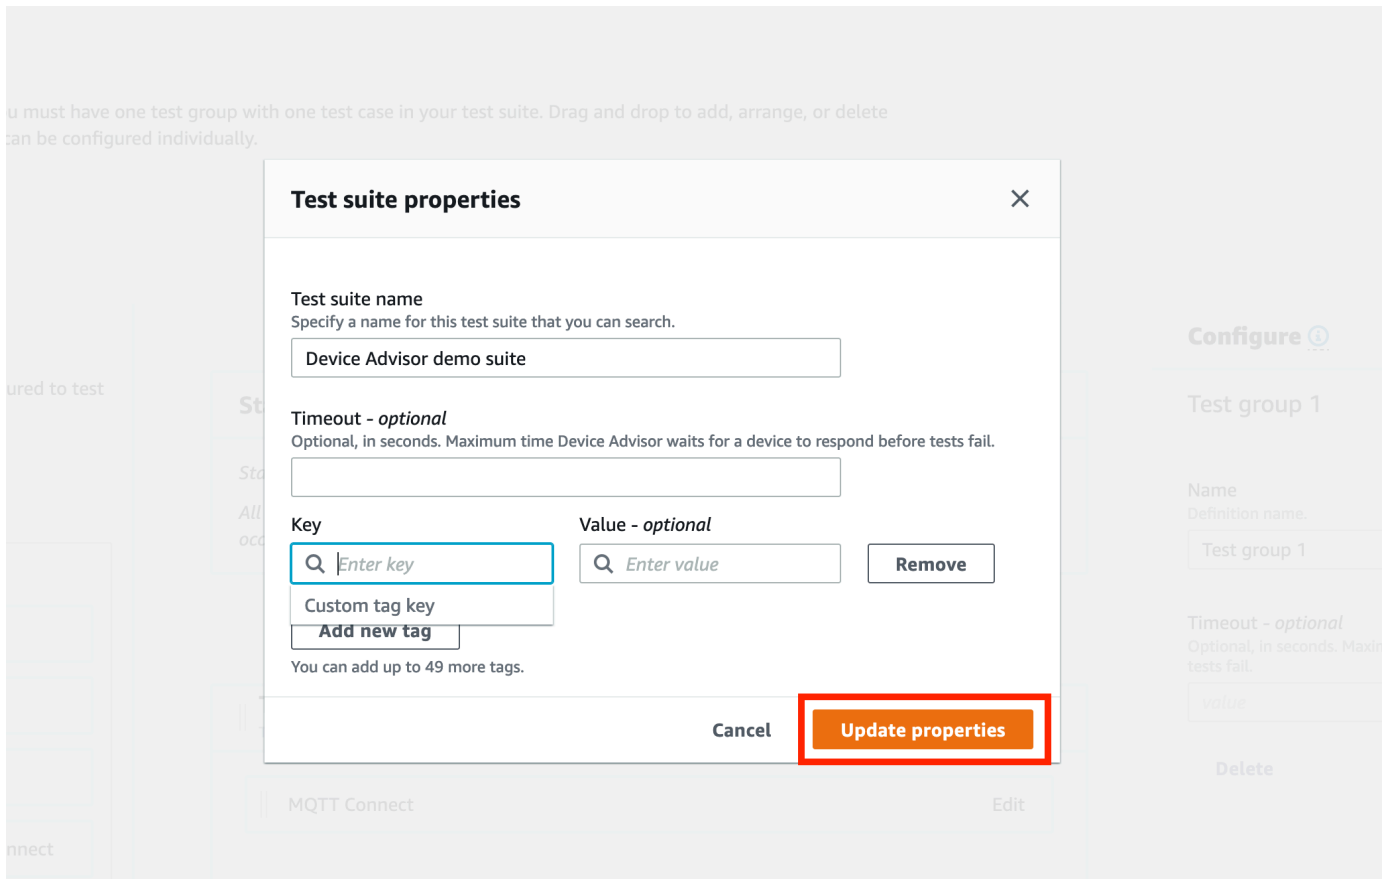 u must have one test group with one test case in your test suite. Drag and drop to add, arrange, or delete
can be configured individually.
Test suite properties
Test suite name
Specify a name for this test suite that you can search.
Device Advisor demo suite
Timeout - optional
Optional, in seconds. Maximum time Device Advisor waits for a device to respond before tests fail.
Key
Value - optional
Enter key
Enter value
Remove
Custom tag key
Add new tag
You can add up to 49 more tags.
Cancel
Update properties
ured to test
Sta
All
occ
MQTT Connect
Edit
nnect
Configure
Test group 1
Name
Definition name.
Test group 1
Timeout - optional
Optional, in seconds. Maxim
tests fail.
value
Delete